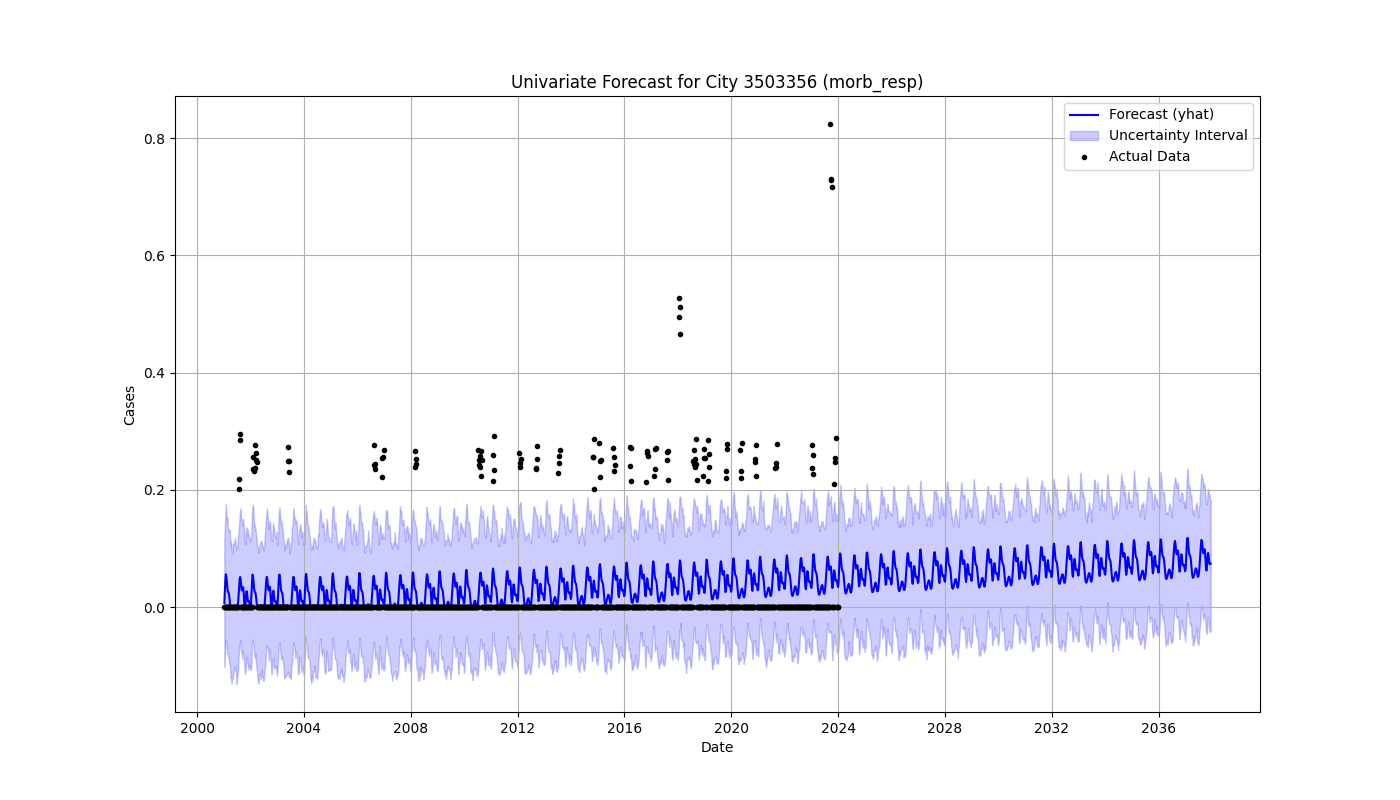 Univariate Forecast for City 3503356 (morb_resp)
Forecast (yhat)
Uncertainty Interval
Actual Data
Cases
0.8
0.6
0.4
0.2
0.0
2000 2004 2008 2012 2016 2020 2024 2028 2032 2036
Date